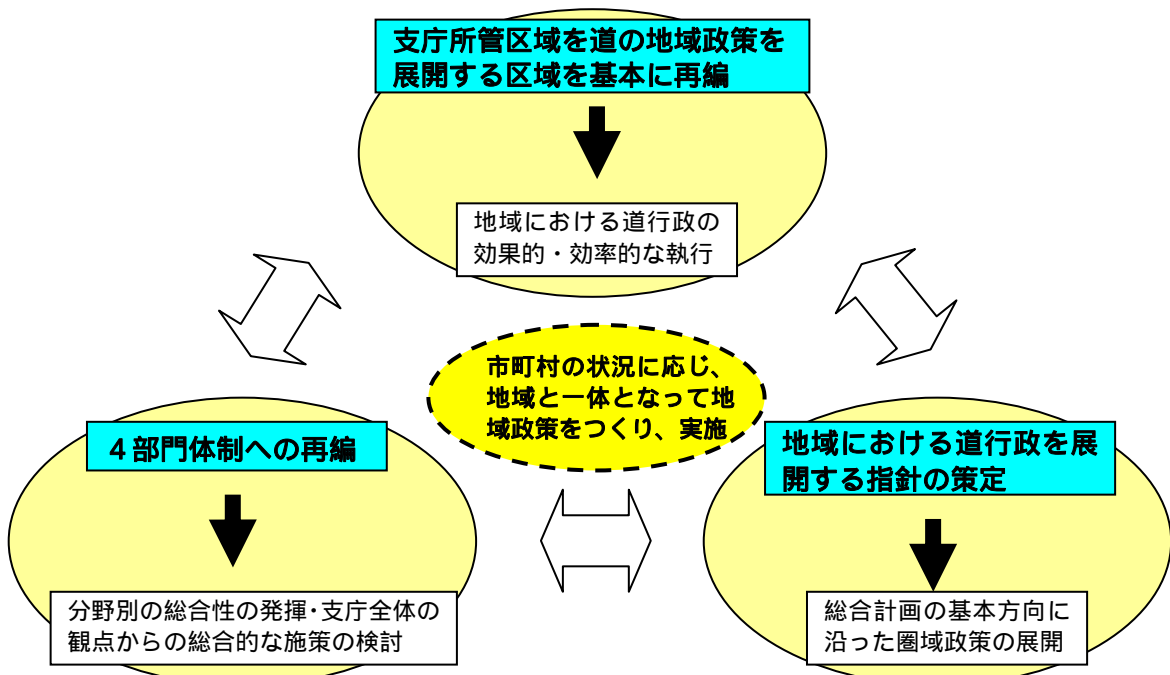 支庁所管区域を道の地域政策を
展開する区域を基本に再編
地域における道行政の
効果的・効率的な執行
市町村の状況に応じ、
地域と一体となって地
域政策をつくり、実施
４部門体制への再編
分野別の総合性の発揮・支庁全体の
観点からの総合的な施策の検討
地域における道行政を展
開する指針の策定
総合計画の基本方向に
沿った圏域政策の展開